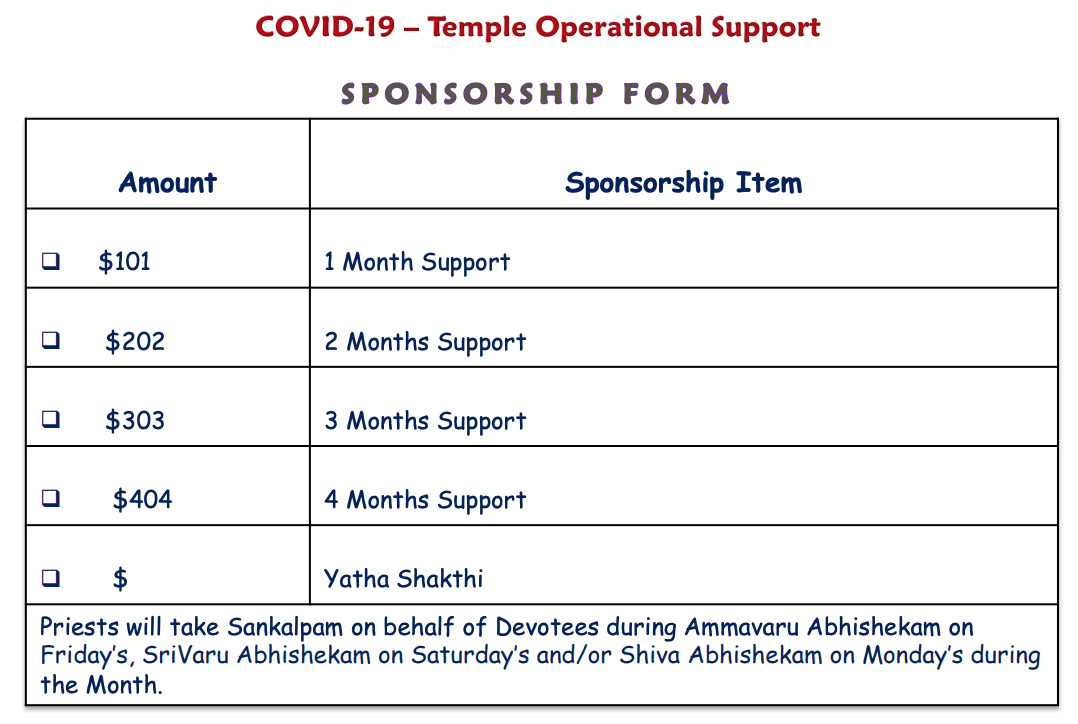 COVID-19 – Temple Operational Support
SPONSORSHIP FORM
Amount Sponsorship Item
❑ $101 1 Month Support
❑ $202 2 Months Support
❑ $303 3 Months Support
❑ $404 4 Months Support
❑ $ Yatha Shakthi
Priests will take Sankalpam on behalf of Devotees during Ammavaru Abhishekam on
Friday’s, SriVaru Abhishekam on Saturday’s and/or Shiva Abhishekam on Monday’s during
the Month.